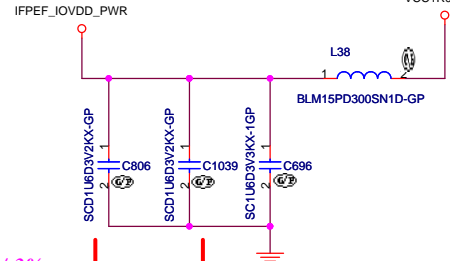 IFPEF_IOVDD_PWR
L38
1
2
BLM15PD300SN1D-GP
SCD1U6D3V2KX-GP
1
2
C806
G/P
SCD1U6D3V2KX-GP
1
2
C1039
G/P
SC1U6D3V3KX-1GP
1
2
C696
G/P